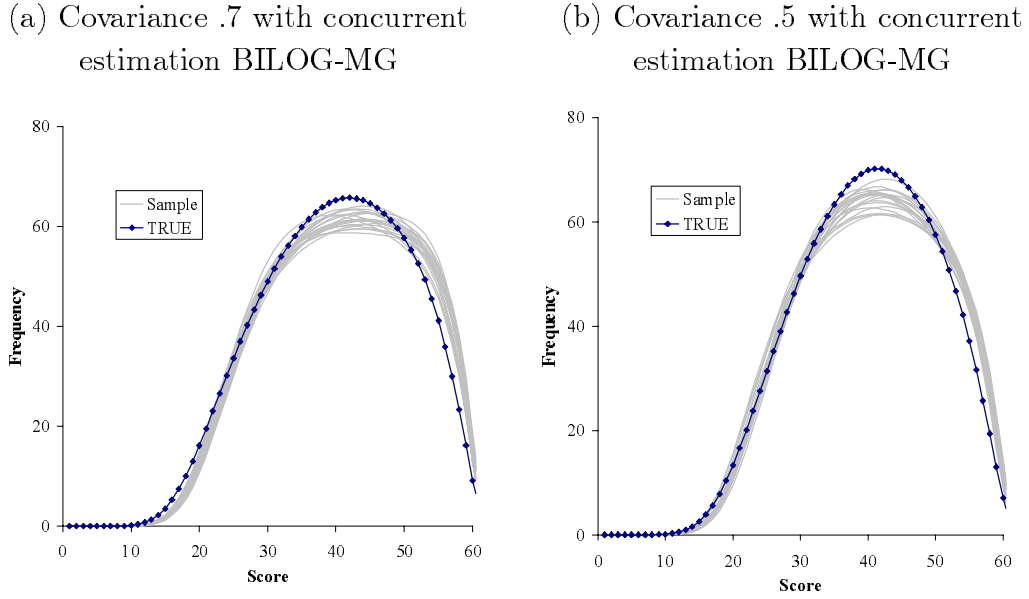 (a) Covariance .7 with concurrent
estimation BILOG-MG
80
60
40
20
0
0 10 20 30 40 50 60
Frequency
Score
Sample
TRUE
(b) Covariance .5 with concurrent
estimation BILOG-MG
80
60
40
20
0
0 10 20 30 40 50 60
Frequency
Score
Sample
TRUE